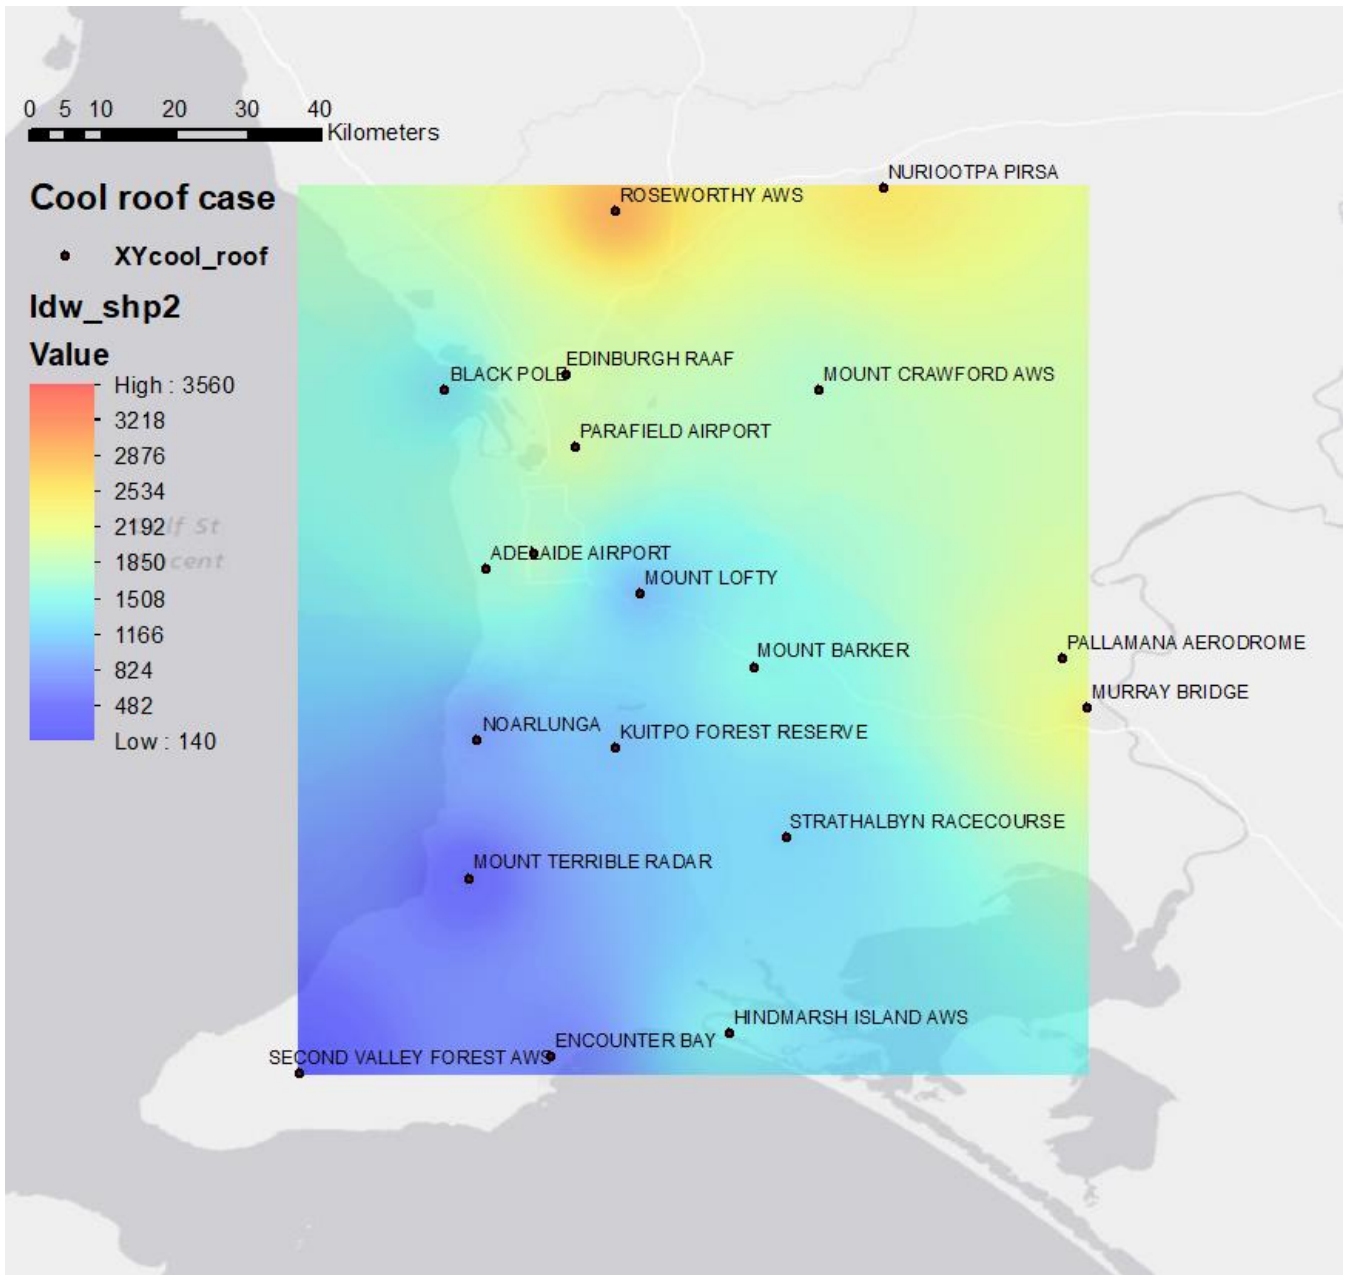 0 5 10 20 30 40
Kilometers
Cool roof case
XYcool_roof
Idw_shp2
Value
High : 3560
3218
2876
2534
2192
1850
1508
1166
824
482
Low : 140
lf St
cent
NURIOOTPA PIRSA
ROSEWORTHY AWS
EDINBURGH RAAF
BLACK POLE
MOUNT CRAWFORD AWS
PARAFIELD AIRPORT
ADELAIDE AIRPORT
MOUNT LOFTY
MOUNT BARKER
PALLAMANA AERODROME
MURRAY BRIDGE
NOARLUNGA
KUITPO FOREST RESERVE
STRATHALBYN RACECOURSE
MOUNT TERRIBLE RADAR
HINDMARSH ISLAND AWS
ENCOUNTER BAY
SECOND VALLEY FOREST AWS